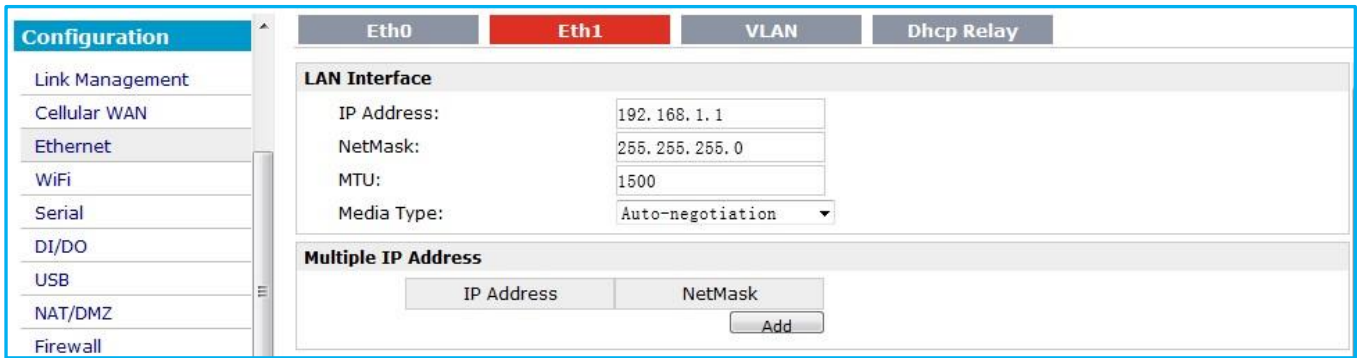 Configuration
Link Management
Cellular WAN
Ethernet
WiFi
Serial
DI/DO
USB
NAT/DMZ
Firewall
Eth0 Eth1 VLAN Dhcp Relay
LAN Interface
IP Address: 192.168.1.1
NetMask: 255.255.255.0
MTU: 1500
Media Type: Auto-negotiation
Multiple IP Address
IP Address NetMask
Add